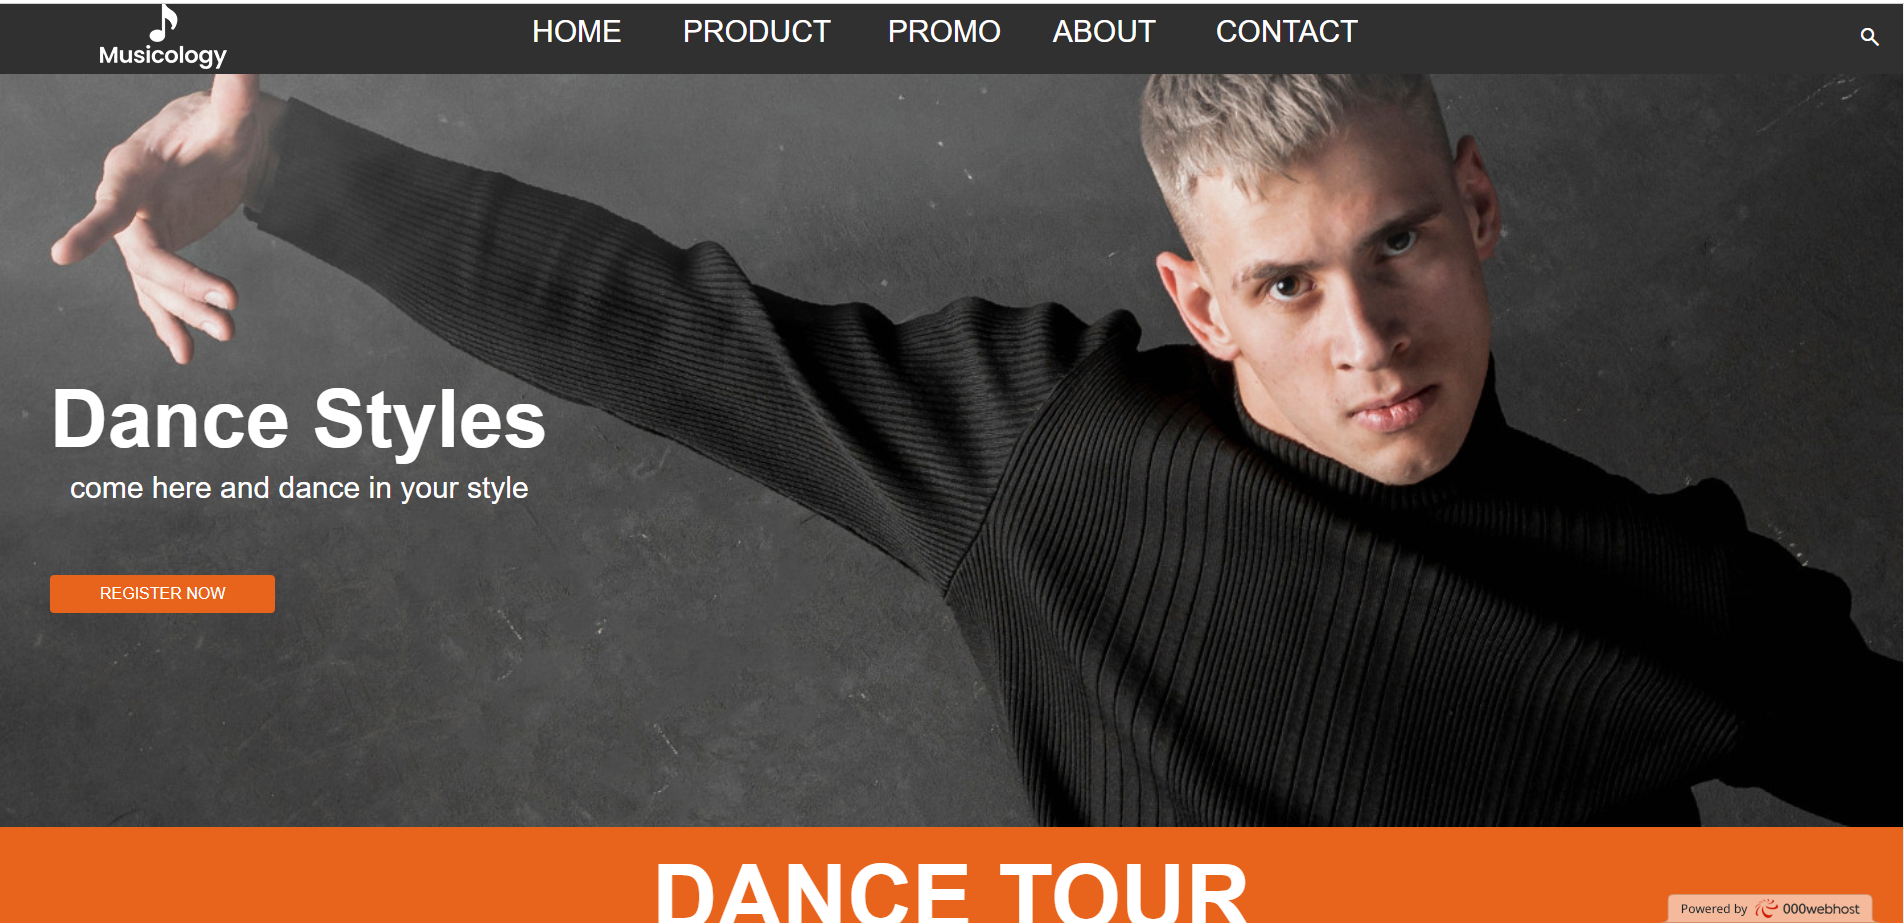 Musicology
HOME PRODUCT PROMO ABOUT CONTACT
Dance Styles
come here and dance in your style
REGISTER NOW
DANCE TOUR
Powered by 000webhost